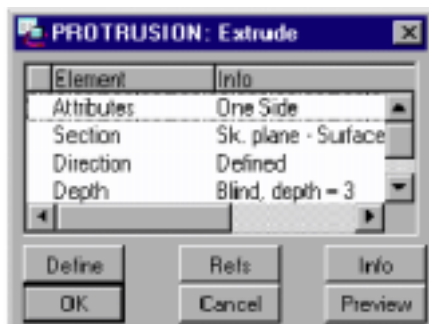 PROTRUSION: Extrude
Element Info
Attributes One Side
Section Sk. plane - Surface
Direction Defined
Depth Blind, depth = 3
Define Refs Info
OK Cancel Preview